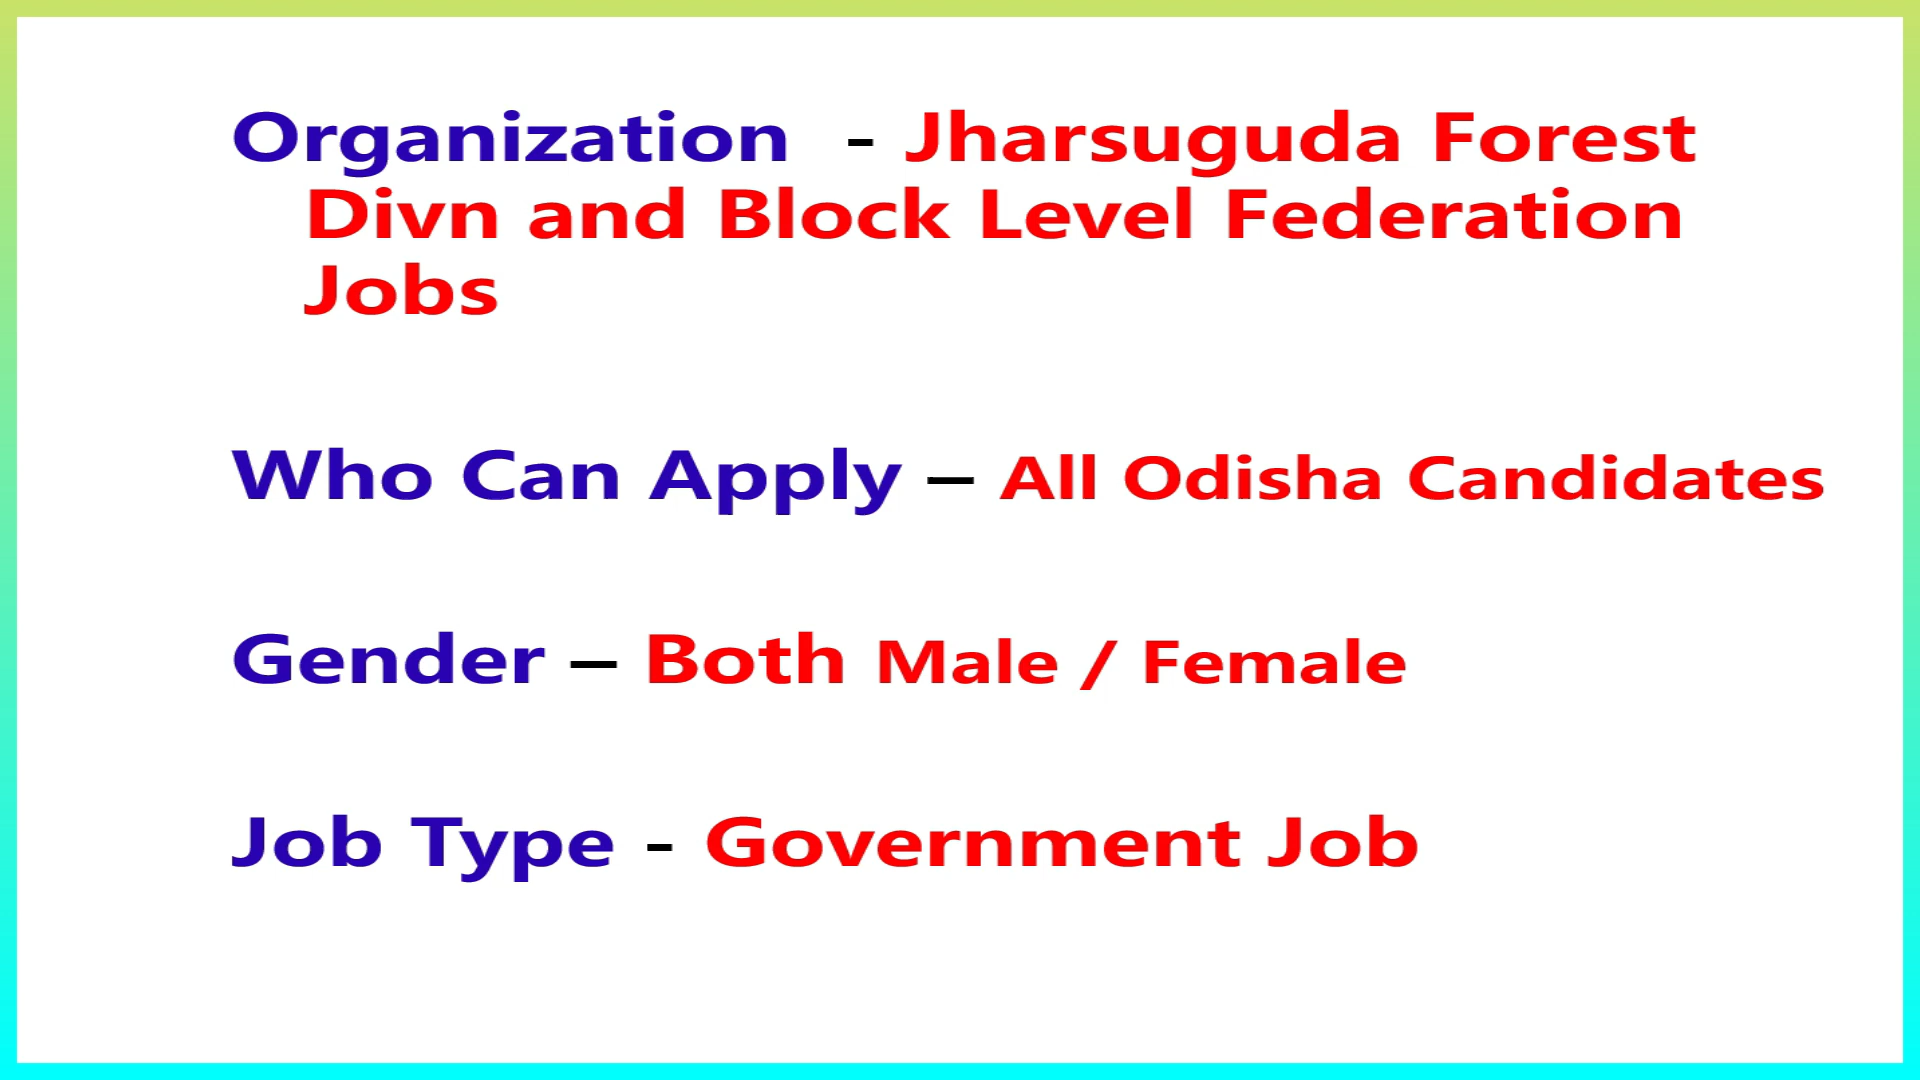 Organization - Jharsuguda Forest
Divn and Block Level Federation
Jobs
Who Can Apply – All Odisha Candidates
Gender – Both Male / Female
Job Type - Government Job